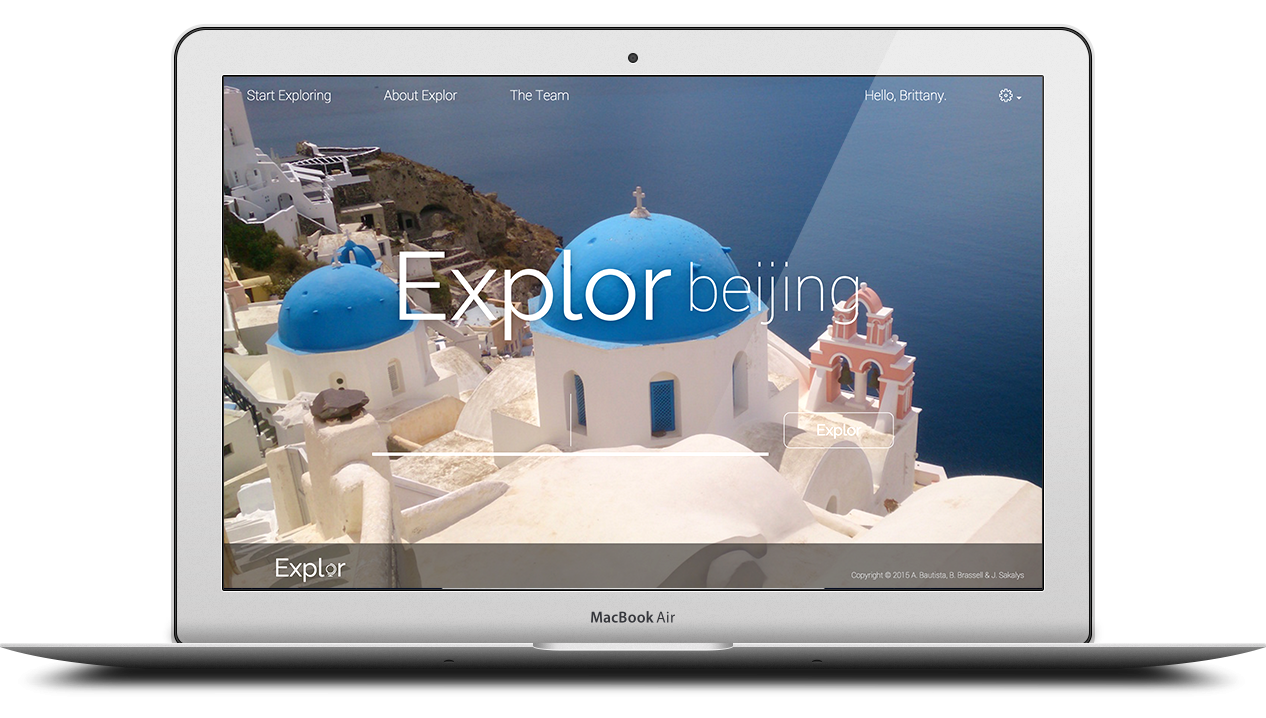 Start Exploring About Explor The Team Hello, Brittany.
Explor beijing
Explor
Explor
Copyright © 2015 A. Bautista, B. Brassell & J. Sakalys
MacBook Air